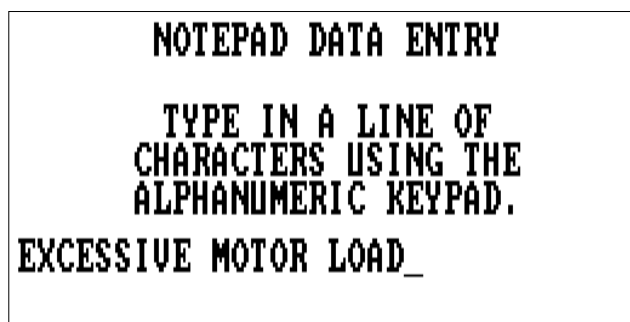 NOTEPAD DATA ENTRY
TYPE IN A LINE OF
CHARACTERS USING THE
ALPHANUMERIC KEYPAD.
EXCESSIVE MOTOR LOAD_